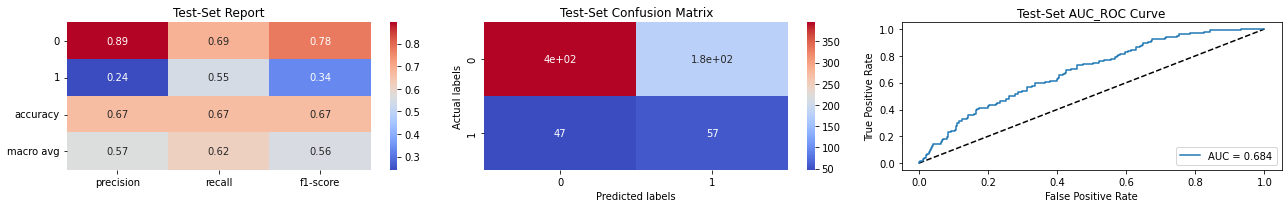 Test-Set Report
0 0.89 0.69 0.78
1 0.24 0.55 0.34
accuracy 0.67 0.67 0.67
macro avg 0.57 0.62 0.56
precision recall f1-score
0.8
0.7
0.6
0.5
0.4
0.3
Test-Set Confusion Matrix
Actual labels
0 4e+02 1.8e+02
1 47 57
0 1
Predicted labels
350
300
250
200
150
100
50
Test-Set AUC_ROC Curve
True Positive Rate
1.0
0.8
0.6
0.4
0.2
0.0
0.0 0.2 0.4 0.6 0.8 1.0
False Positive Rate
AUC = 0.684